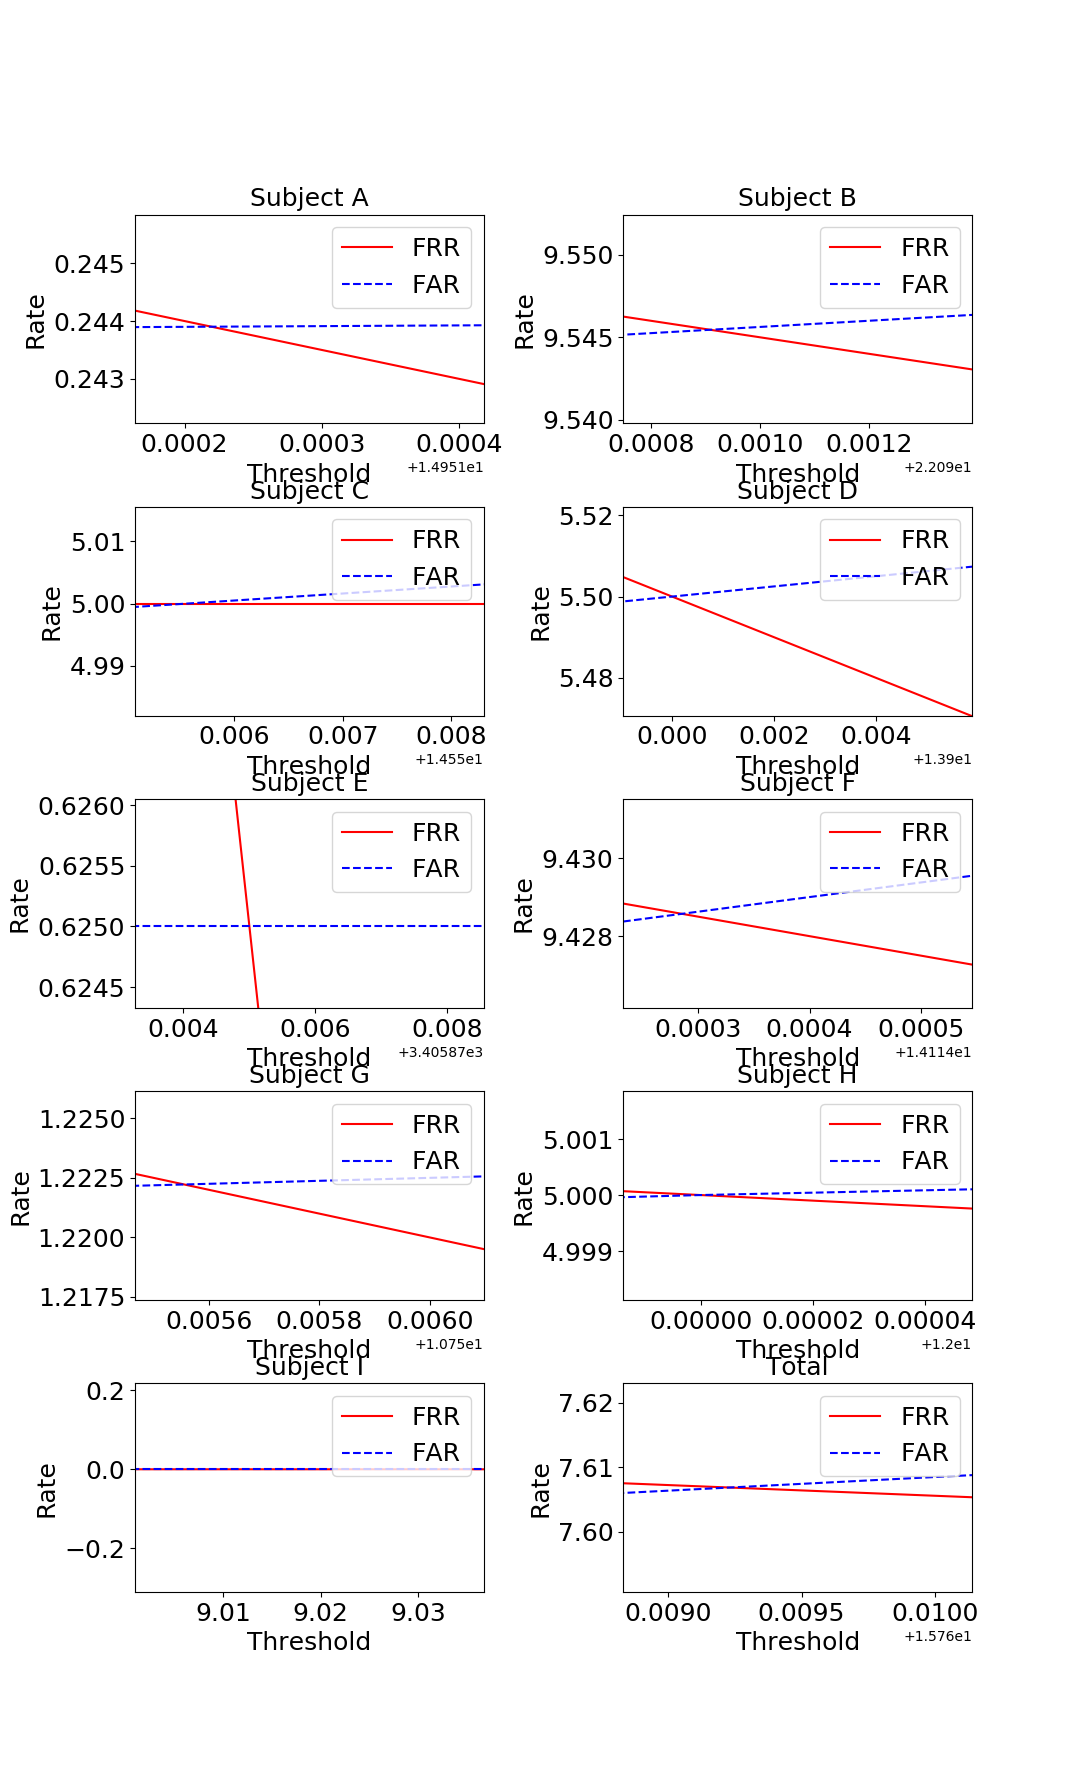 Subject A
Rate
0.245
0.244
0.243
FRR
FAR
0.0002 0.0003 0.0004
Threshold
+1.4951e1
Subject B
Rate
9.550
9.545
9.540
FRR
FAR
0.0008 0.0010 0.0012
Threshold
+2.209e1
Subject C
Rate
5.01
5.00
4.99
FRR
FAR
0.006 0.007 0.008
Threshold
+1.455e1
Subject D
Rate
5.52
5.50
5.48
FRR
FAR
0.000 0.002 0.004
Threshold
+1.39e1
Subject E
Rate
0.6260
0.6255
0.6250
0.6245
FRR
FAR
0.004 0.006 0.008
Threshold
+3.40587e3
Subject F
Rate
9.430
9.428
FRR
FAR
0.0003 0.0004 0.0005
Threshold
+1.4114e1
Subject G
Rate
1.2250
1.2225
1.2200
1.2175
FRR
FAR
0.0056 0.0058 0.0060
Threshold
+1.075e1
Subject H
Rate
5.001
5.000
4.999
FRR
FAR
0.00000 0.00002 0.00004
Threshold
+1.2e1
Subject I
Rate
0.2
0.0
−0.2
FRR
FAR
9.01 9.02 9.03
Threshold
Total
Rate
7.62
7.61
7.60
FRR
FAR
0.0090 0.0095 0.0100
Threshold
+1.576e1